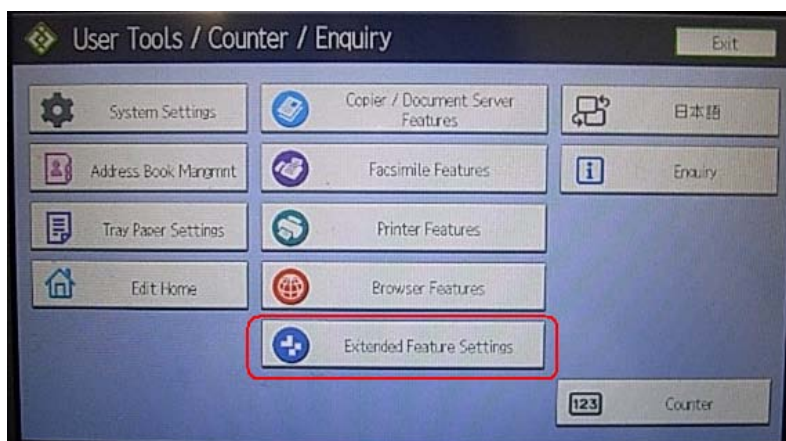 User Tools / Counter / Enquiry
Exit
System Settings
Copier / Document Server
Features
日本語
Address Book Mangmnt
Facsimile Features
Enquiry
Tray Paper Settings
Printer Features
Edit Home
Browser Features
Extended Feature Settings
123
Counter